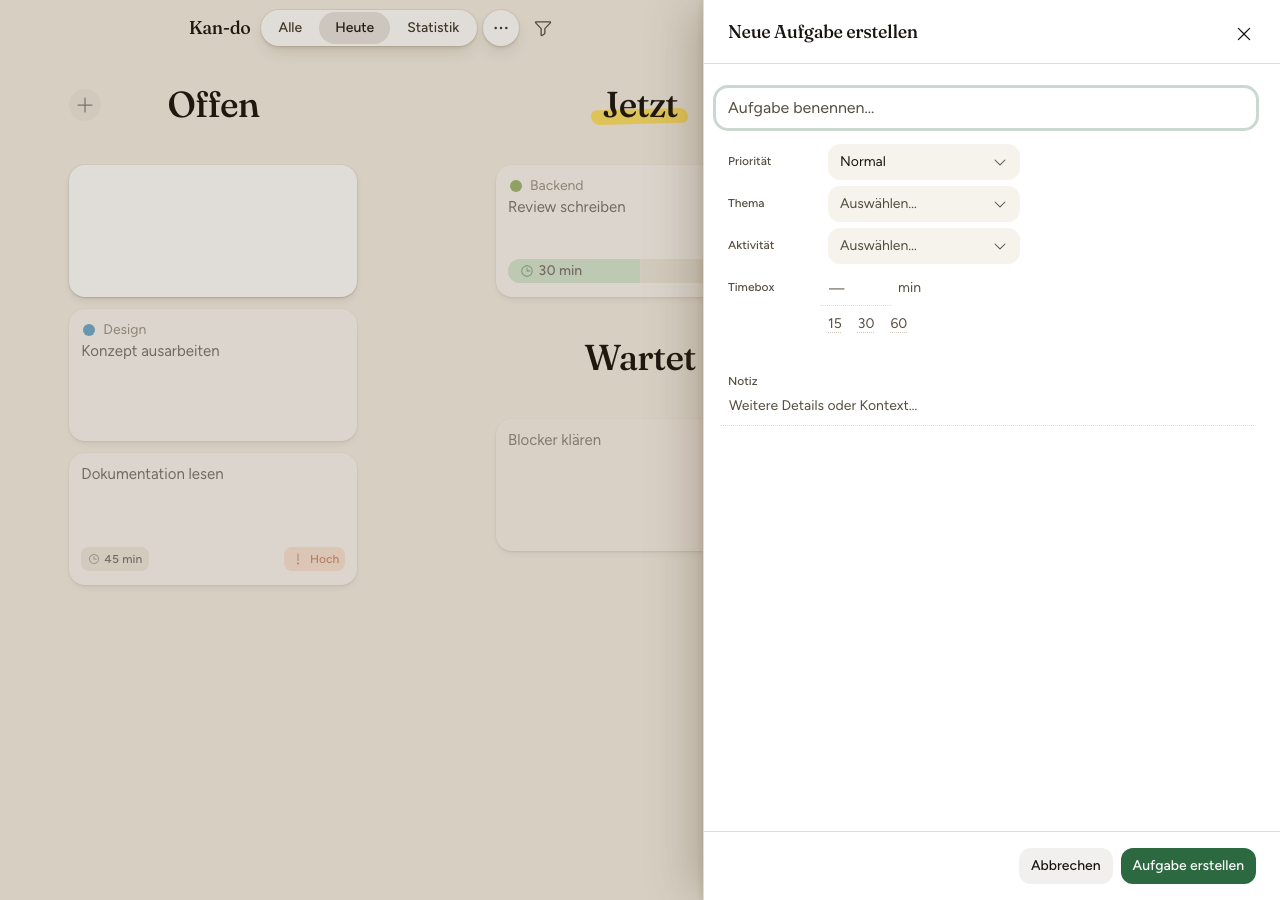 Kan-do
Alle
Heute
Statistik
Offen
Jetzt
Backend
Review schreiben
30 min
Design
Konzept ausarbeiten
Wartet
Blocker klären
Dokumentation lesen
45 min
Hoch
Neue Aufgabe erstellen
Aufgabe benennen...
Priorität
Normal
Thema
Auswählen...
Aktivität
Auswählen...
Timebox
— min
15 30 60
Notiz
Weitere Details oder Kontext...
Abbrechen
Aufgabe erstellen